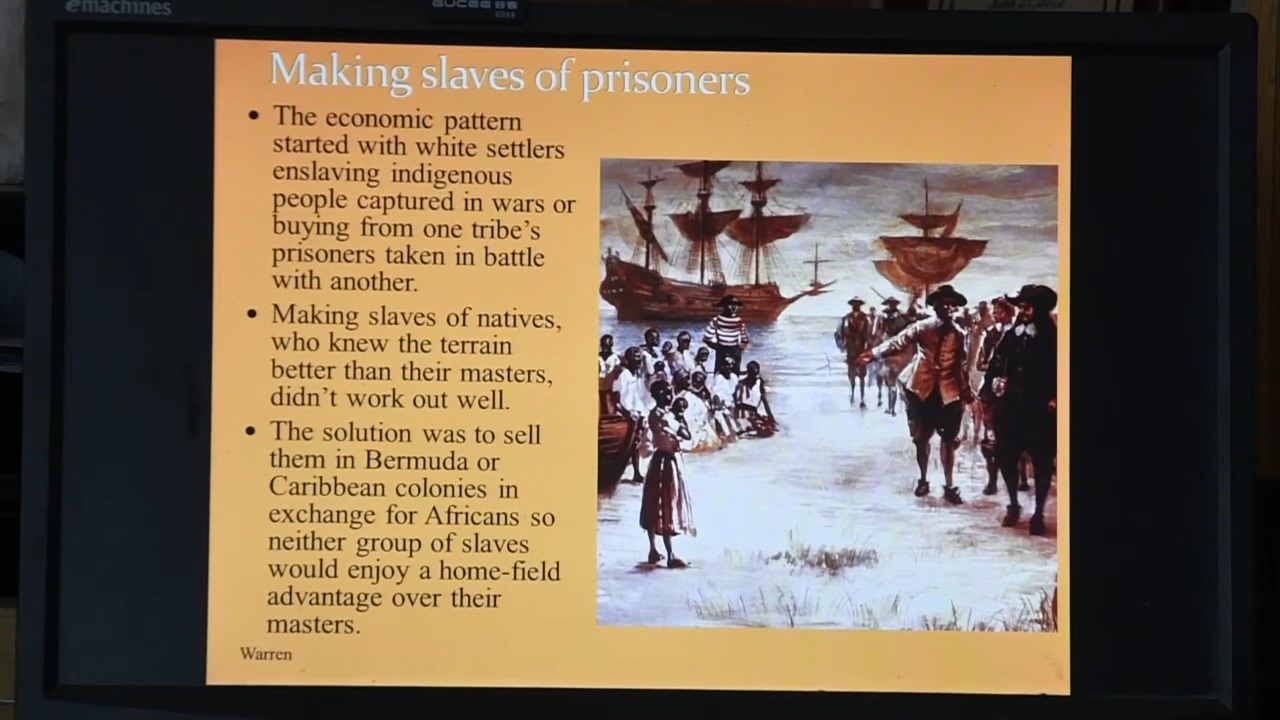 emachines
Making slaves of prisoners
• The economic pattern
started with white settlers
enslaving indigenous
people captured in wars or
buying from one tribe's
prisoners taken in battle
with another.
• Making slaves of natives,
who knew the terrain
better than their masters,
didn't work out well.
• The solution was to sell
them in Bermuda or
Caribbean colonies in
exchange for Africans so
neither group of slaves
would enjoy a home-field
advantage over their
masters.
Warren